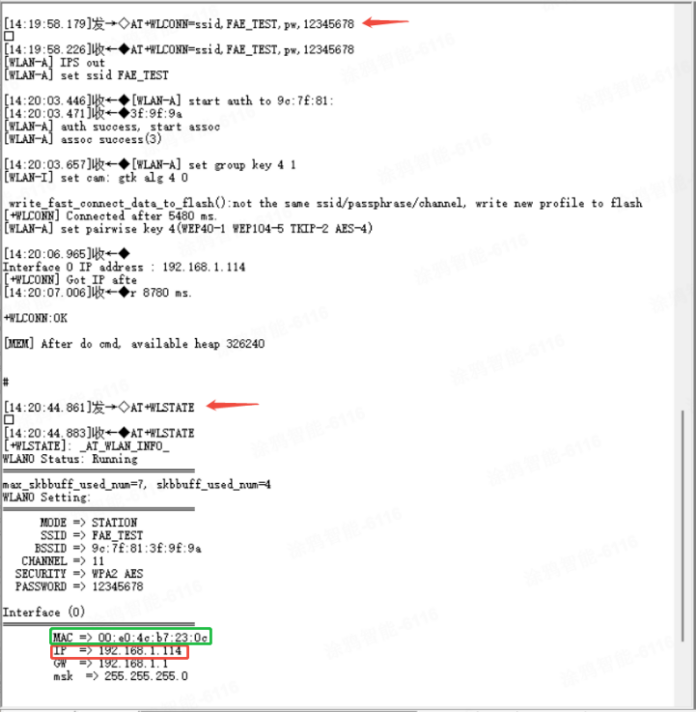 [14:19:58.179]发→◇AT+WLCONN=ssid,FAE_TEST,pw,12345678
□
[14:19:58.226]收←◆AT+WLCONN=ssid,FAE_TEST,pw,12345678
[WLAN-A] IPS out
[WLAN-A] set ssid FAE_TEST
[14:20:03.446]收←◆[WLAN-A] start auth to 9c:7f:81:
[14:20:03.471]收←◆3f:9f:9a
[WLAN-A] auth success, start assoc
[WLAN-A] assoc success(3)
[14:20:03.657]收←◆[WLAN-A] set group key 4 1
[WLAN-I] set cam: gtk alg 4 0
write_fast_connect_data_to_flash():not the same ssid/passphrase/channel, write new profile to flash
[+WLCONN] Connected after 5480 ms.
[WLAN-A] set pairwise key 4(WEP40-1 WEP104-5 TKIP-2 AES-4)
[14:20:06.965]收←◆
Interface 0 IP address : 192.168.1.114
[+WLCONN] Got IP afte
[14:20:07.006]收←◆r 8780 ms.
+WLCONN:OK
[MEM] After do cmd, available heap 326240
#
[14:20:44.861]发→◇AT+WLSTATE
□
[14:20:44.883]收←◆AT+WLSTATE
[+WLSTATE]: _AT_WLAN_INFO_
WLAN0 Status: Running
==============================
max_skbbuff_used_num=7, skbbuff_used_num=4
WLAN0 Setting:
==============================
MODE => STATION
SSID => FAE_TEST
BSSID => 9c:7f:81:3f:9f:9a
CHANNEL => 11
SECURITY => WPA2 AES
PASSWORD => 12345678
Interface (0)
==============================
MAC => 00:e0:4c:b7:23:0c
IP => 192.168.1.114
GW => 192.168.1.1
msk => 255.255.255.0